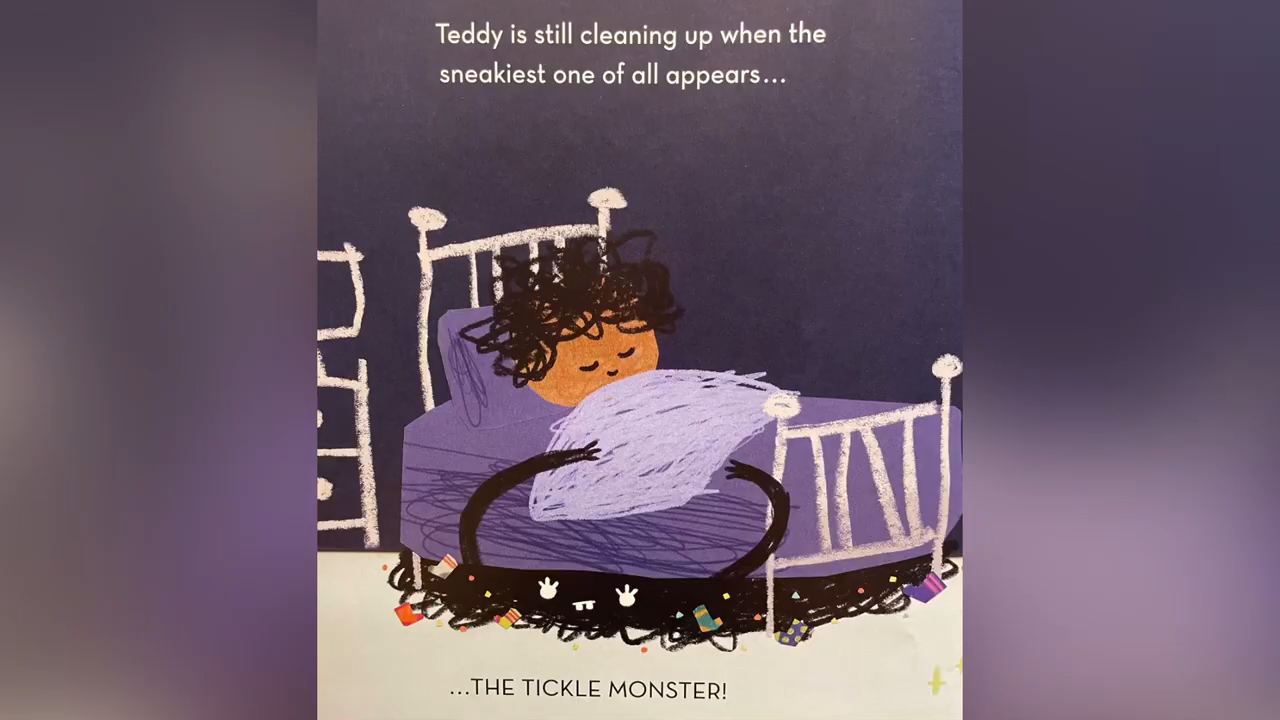 Teddy is still cleaning up when the
sneakiest one of all appears...
...THE TICKLE MONSTER!